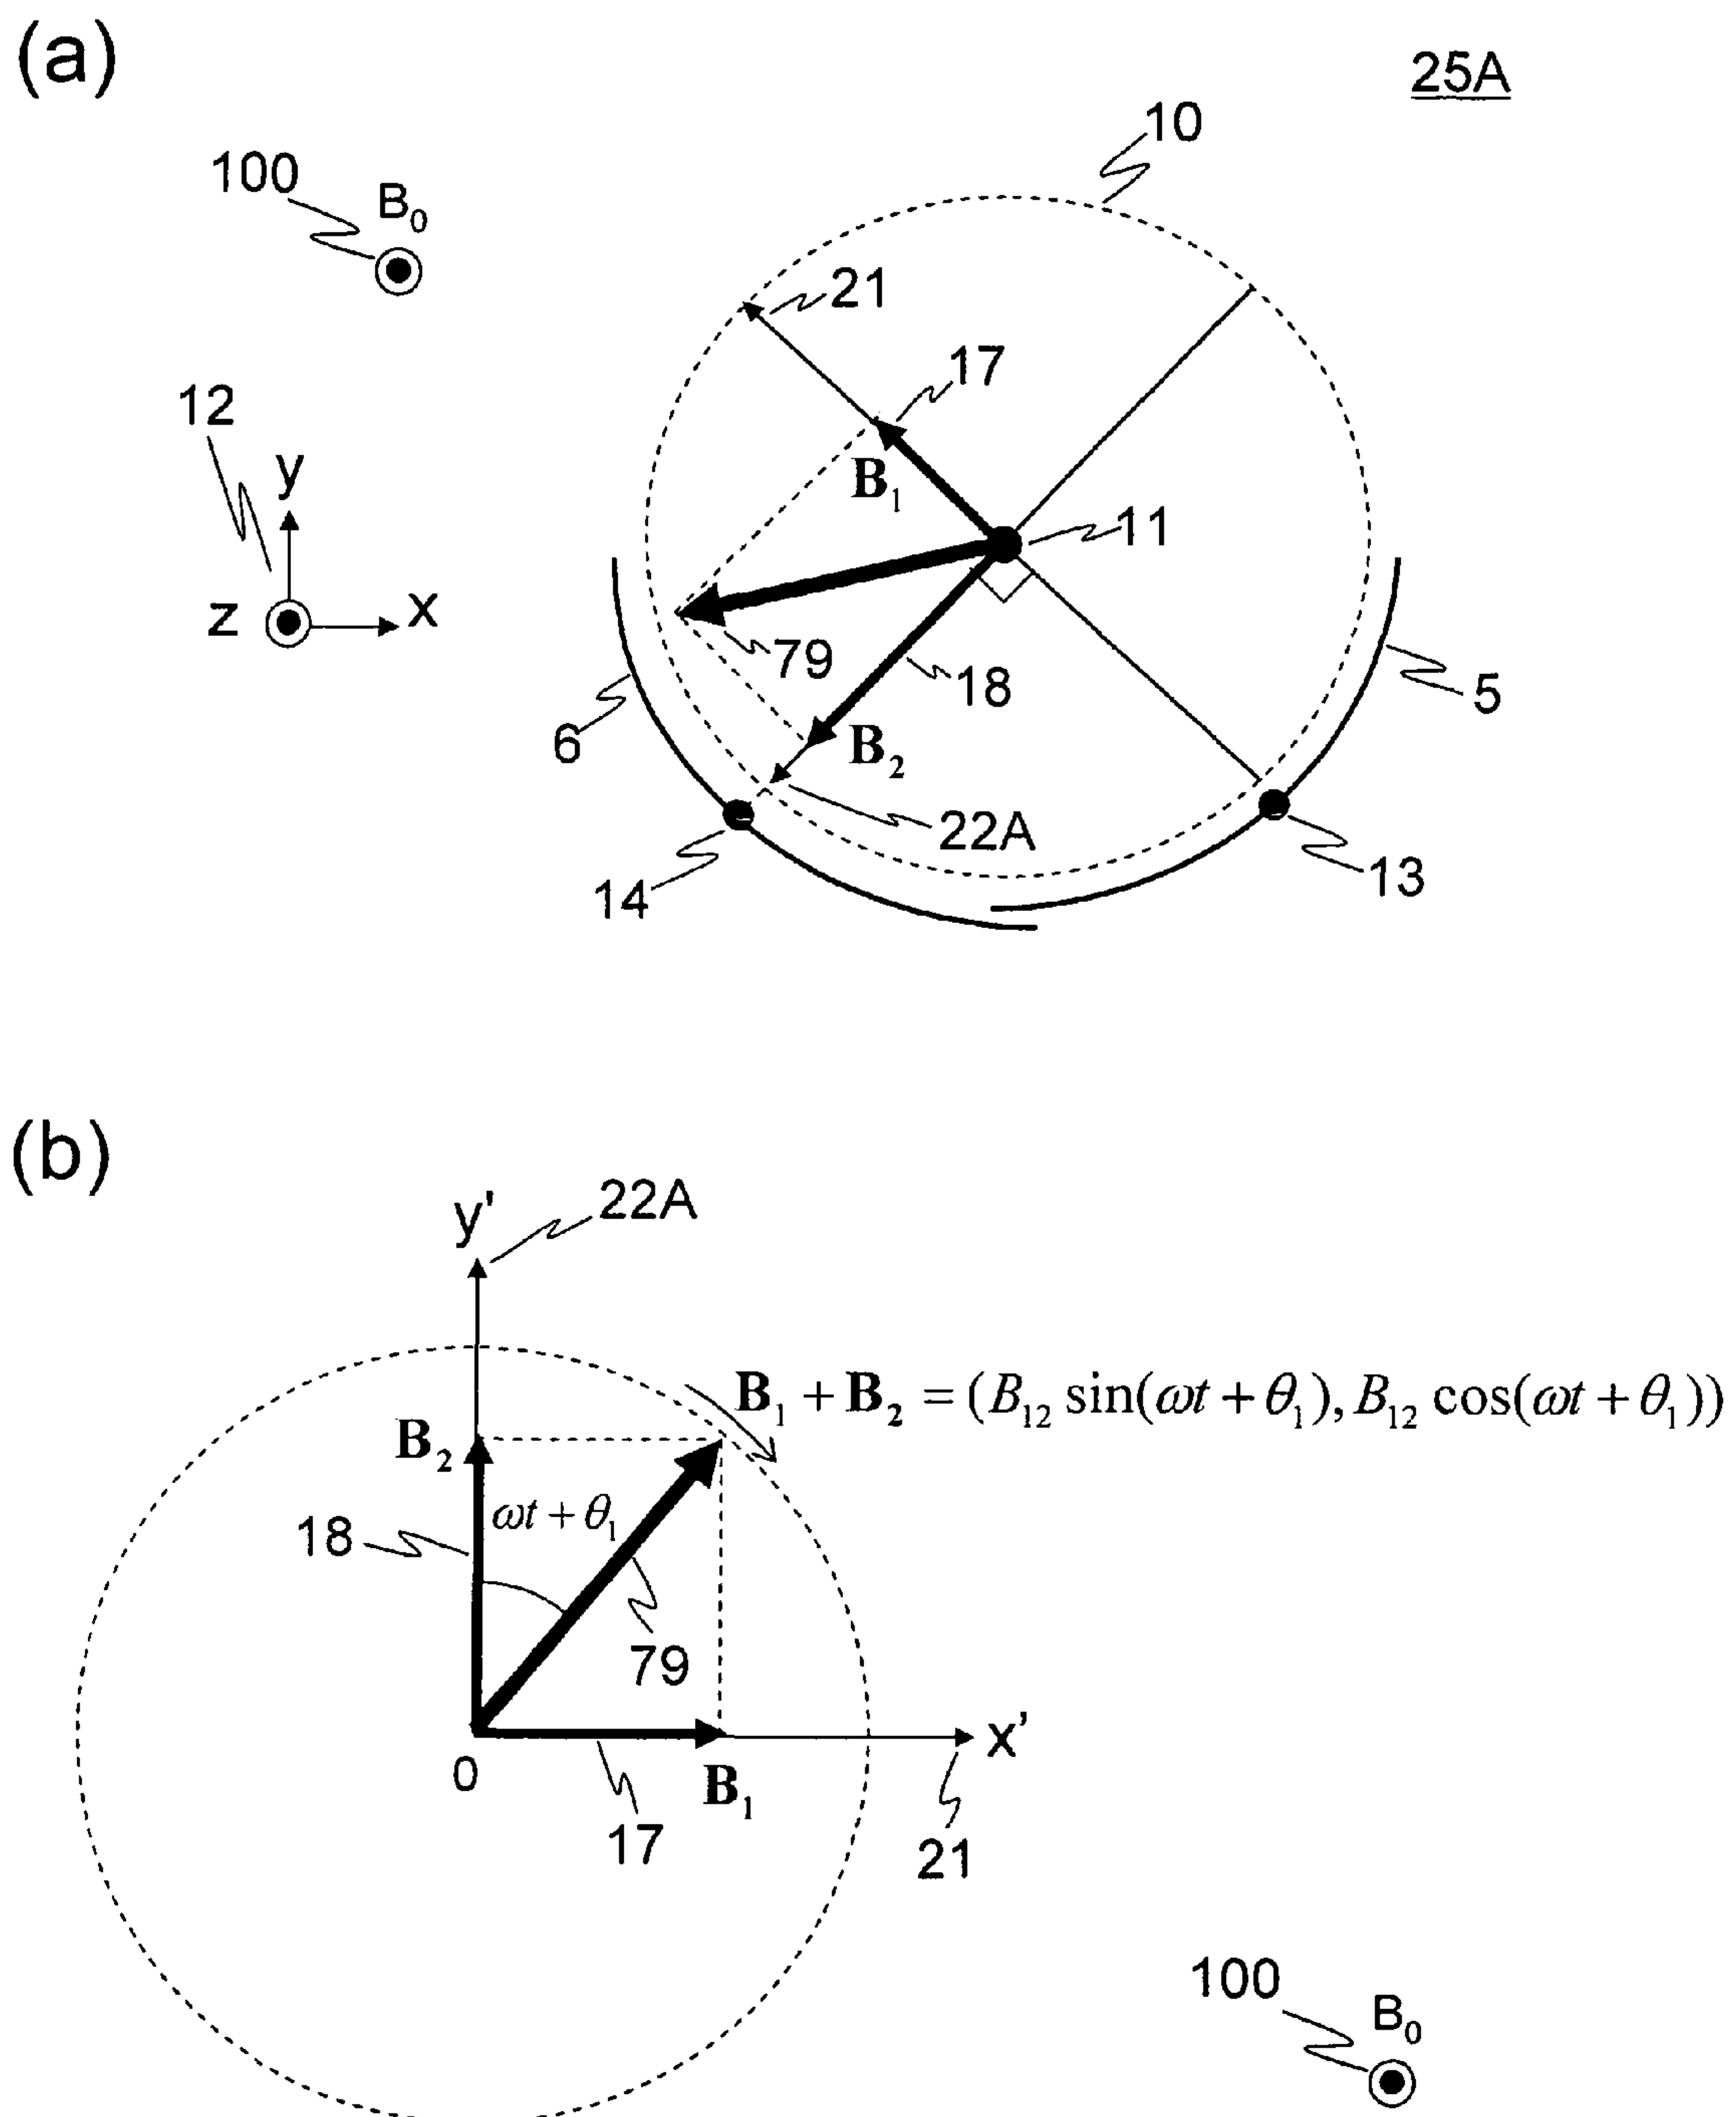 (a)
25A
10
100
B₀
21
17
12
y
B₁
11
z
x
79
18
5
6
B₂
22A
14
13
(b)
y'
22A
B₁ + B₂ = (B₁₂ sin(ωt + θ₁), B₁₂ cos(ωt + θ₁))
B₂
ωt + θ₁
18
79
x'
0
B₁
17
21
100
B₀